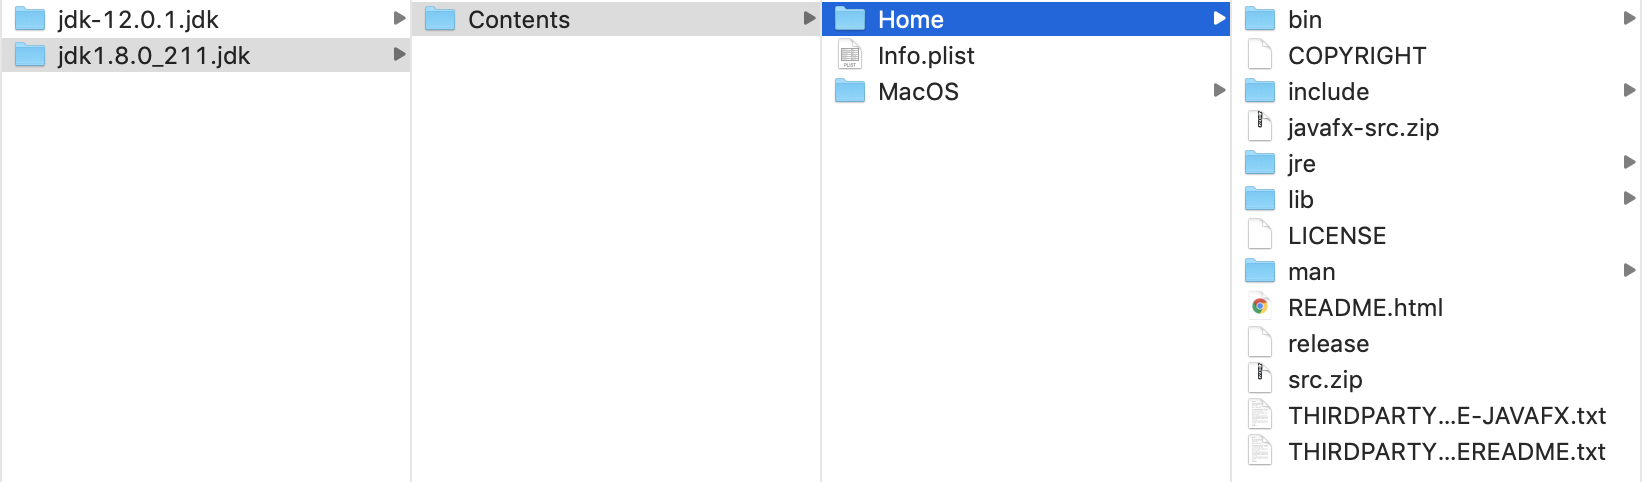 jdk-12.0.1.jdk
jdk1.8.0_211.jdk
Contents
Home
Info.plist
MacOS
bin
COPYRIGHT
include
javafx-src.zip
jre
lib
LICENSE
man
README.html
release
src.zip
THIRDPARTY...E-JAVAFX.txt
THIRDPARTY...EREADME.txt